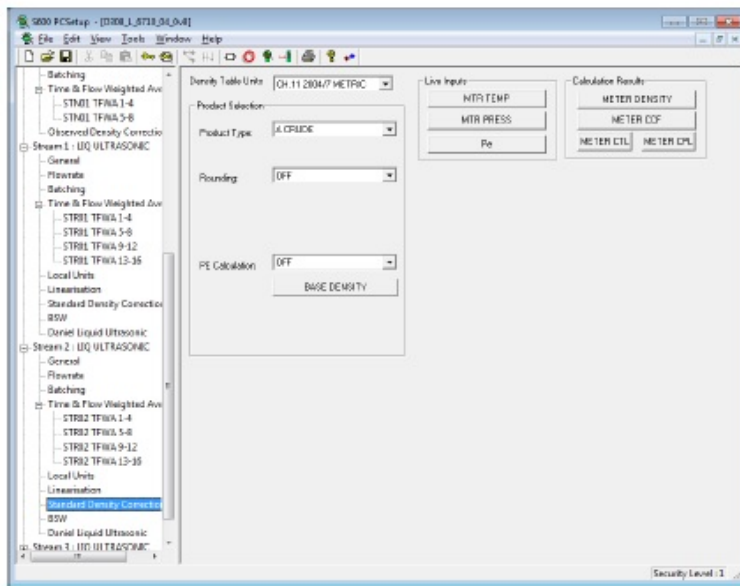 S600 PCSetup - [D308_L_6718_04_0v8]
File Edit View Tools Window Help
Batching
Time & Flow Weighted Ave
STN01 TFWA 1-4
STN01 TFWA 5-8
Observed Density Correctio
Stream 1 : LIQ ULTRASONIC
General
Flowrate
Batching
Time & Flow Weighted Ave
STR01 TFWA 1-4
STR01 TFWA 5-8
STR01 TFWA 9-12
STR01 TFWA 13-16
Local Units
Linearisation
Standard Density Correction
BSW
Daniel Liquid Ultrasonic
Stream 2 : LIQ ULTRASONIC
General
Flowrate
Batching
Time & Flow Weighted Ave
STR02 TFWA 1-4
STR02 TFWA 5-8
STR02 TFWA 9-12
STR02 TFWA 13-16
Local Units
Linearisation
Standard Density Correction
BSW
Daniel Liquid Ultrasonic
Stream 3 : LIQ ULTRASONIC
Density Table Units CH.11 2004/7 METRIC
Product Selection
Product Type: A CRUDE
Rounding: OFF
PE Calculation: OFF
BASE DENSITY
Live Inputs
MTR TEMP
MTR PRESS
Pe
Calculation Results
METER DENSITY
METER CCF
METER CTL METER CPL
Security Level : 1